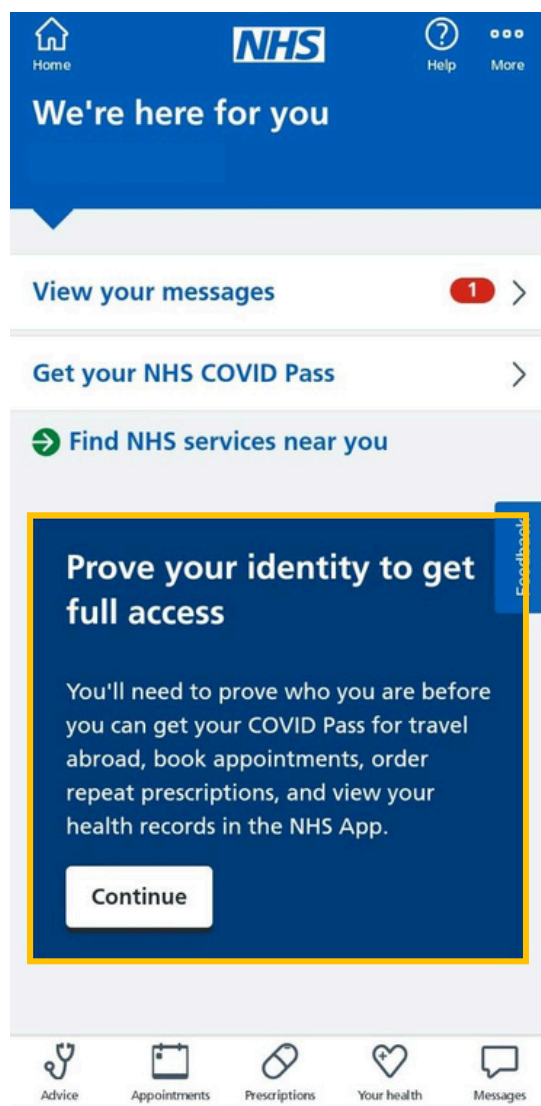 NHS
Home
Help
More
We're here for you
View your messages
1
Get your NHS COVID Pass
Find NHS services near you
Feedback
Prove your identity to get
full access
You'll need to prove who you are before
you can get your COVID Pass for travel
abroad, book appointments, order
repeat prescriptions, and view your
health records in the NHS App.
Continue
Advice
Appointments
Prescriptions
Your health
Messages